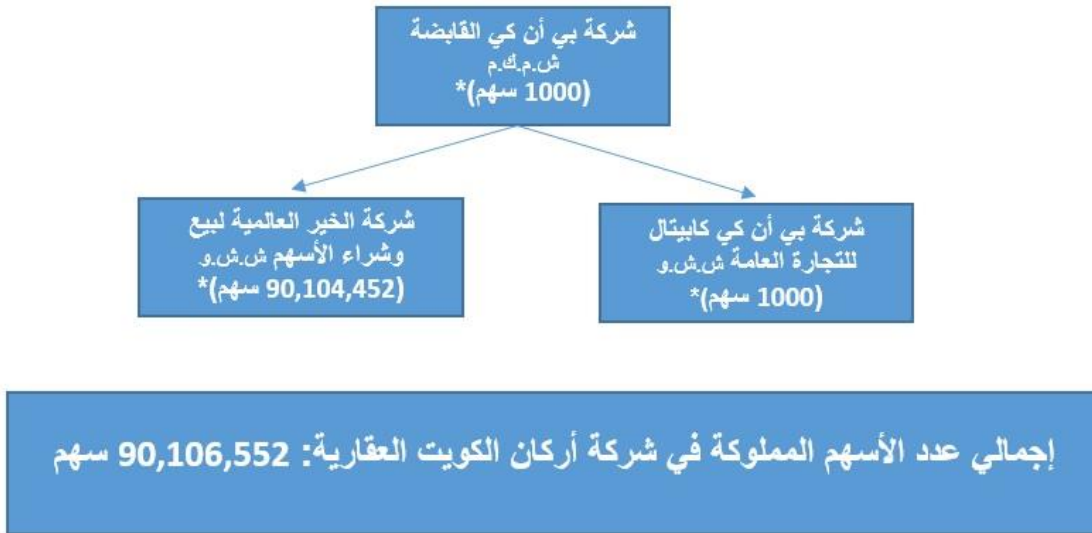 شركة بي أن كي القابضة
ش.م.ك.م
(1000 سهم)*
شركة الخير العالمية لبيع
وشراء الأسهم ش.ش.و
(90,104,452 سهم)*
شركة بي أن كي كابيتال
للتجارة العامة ش.ش.و
(1000 سهم)*
إجمالي عدد الأسهم المملوكة في شركة أركان الكويت العقارية: 90,106,552 سهم